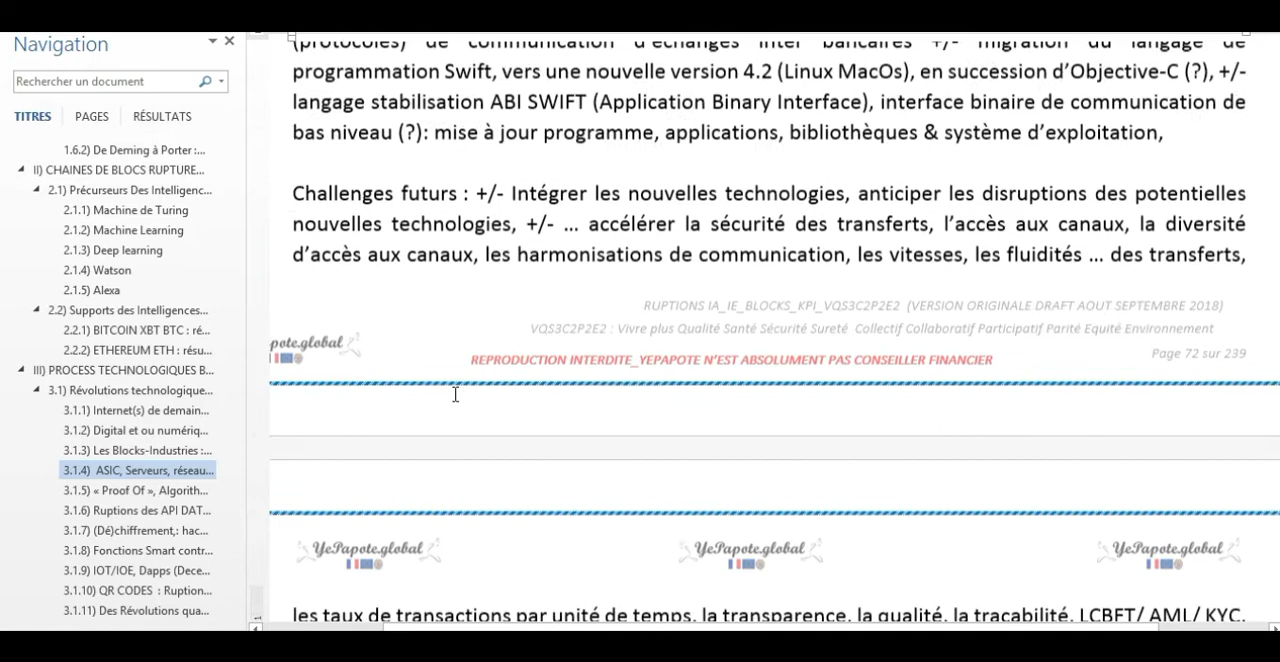 Navigation
Rechercher un document
TITRES PAGES RÉSULTATS
1.6.2) De Deming à Porter :...
II) CHAINES DE BLOCS RUPTURE...
2.1) Précurseurs Des Intelligenc...
2.1.1) Machine de Turing
2.1.2) Machine Learning
2.1.3) Deep learning
2.1.4) Watson
2.1.5) Alexa
2.2) Supports des Intelligences...
2.2.1) BITCOIN XBT BTC : ré...
2.2.2) ETHEREUM ETH : résu...
III) PROCESS TECHNOLOGIQUES B...
3.1) Révolutions technologique...
3.1.1) Internet(s) de demain...
3.1.2) Digital et ou numériq...
3.1.3) Les Blocks-Industries :...
3.1.4) ASIC, Serveurs, réseau...
3.1.5) « Proof Of », Algorith...
3.1.6) Ruptions des API DAT...
3.1.7) (Dé)chiffrement,: hac...
3.1.8) Fonctions Smart contr...
3.1.9) IOT/IOE, Dapps (Dece...
3.1.10) QR CODES : Ruption...
3.1.11) Des Révolutions qua...
(protocoles) de communication d'échanges inter bancaires +/- migration du langage de
programmation Swift, vers une nouvelle version 4.2 (Linux MacOs), en succession d'Objective-C (?), +/-
langage stabilisation ABI SWIFT (Application Binary Interface), interface binaire de communication de
bas niveau (?): mise à jour programme, applications, bibliothèques & système d'exploitation,
Challenges futurs : +/- Intégrer les nouvelles technologies, anticiper les disruptions des potentielles
nouvelles technologies, +/- ... accélérer la sécurité des transferts, l'accès aux canaux, la diversité
d'accès aux canaux, les harmonisations de communication, les vitesses, les fluidités ... des transferts,
RUPTIONS IA_IE_BLOCKS_KPI_VQS3C2P2E2 (VERSION ORIGINALE DRAFT AOUT SEPTEMBRE 2018)
VQS3C2P2E2 : Vivre plus Qualité Santé Sécurité Sureté Collectif Collaboratif Participatif Parité Equité Environnement
pote.global
REPRODUCTION INTERDITE_YEPAPOTE N'EST ABSOLUMENT PAS CONSEILLER FINANCIER
Page 72 sur 239
YePapote.global YePapote.global YePapote.global
les taux de transactions par unité de temps, la transparence, la qualité, la traçabilité, LCBFT/ AML/ KYC,